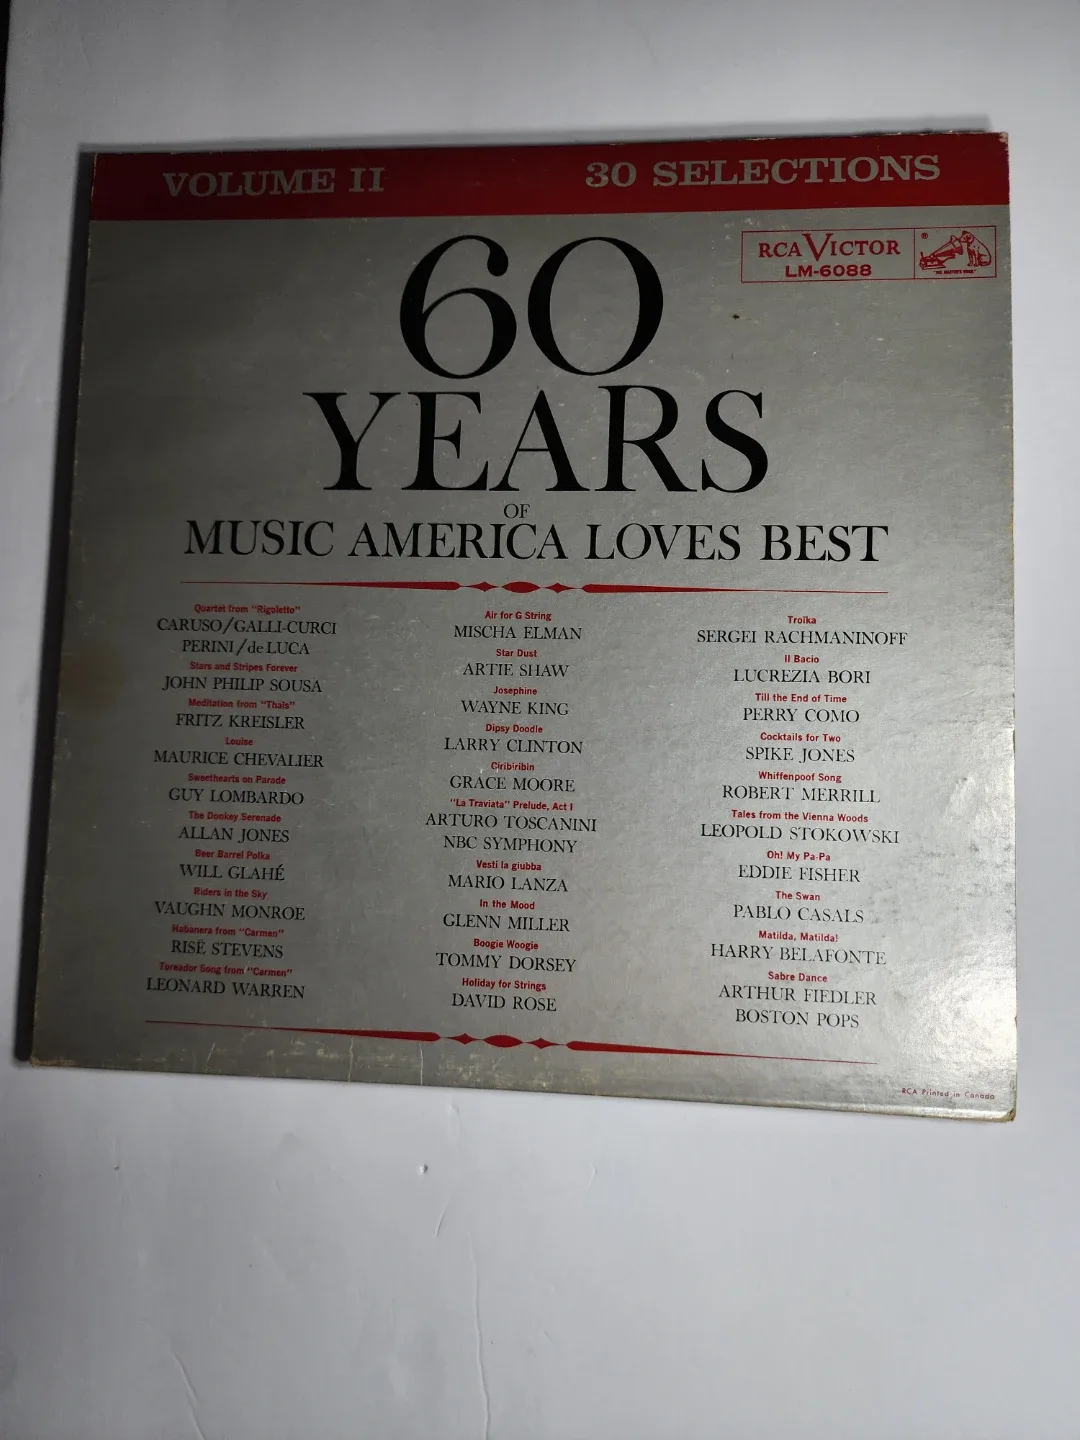 VOLUME II
30 SELECTIONS
RCA VICTOR
LM-6088
®
"HIS MASTER'S VOICE"
60
YEARS
OF
MUSIC AMERICA LOVES BEST
Quartet from "Rigoletto"
CARUSO/GALLI-CURCI
PERINI/de LUCA
Stars and Stripes Forever
JOHN PHILIP SOUSA
Meditation from "Thais"
FRITZ KREISLER
Louise
MAURICE CHEVALIER
Sweethearts on Parade
GUY LOMBARDO
The Donkey Serenade
ALLAN JONES
Beer Barrel Polka
WILL GLAHÉ
Riders in the Sky
VAUGHN MONROE
Habanera from "Carmen"
RISË STEVENS
Toreador Song from "Carmen"
LEONARD WARREN
Air for G String
MISCHA ELMAN
Star Dust
ARTIE SHAW
Josephine
WAYNE KING
Dipsy Doodle
LARRY CLINTON
Ciribiribin
GRACE MOORE
"La Traviata" Prelude, Act I
ARTURO TOSCANINI
NBC SYMPHONY
Vesti la giubba
MARIO LANZA
In the Mood
GLENN MILLER
Boogie Woogie
TOMMY DORSEY
Holiday for Strings
DAVID ROSE
Troika
SERGEI RACHMANINOFF
Il Bacio
LUCREZIA BORI
Till the End of Time
PERRY COMO
Cocktails for Two
SPIKE JONES
Whiffenpoof Song
ROBERT MERRILL
Tales from the Vienna Woods
LEOPOLD STOKOWSKI
Oh! My Pa-Pa
EDDIE FISHER
The Swan
PABLO CASALS
Matilda, Matilda!
HARRY BELAFONTE
Sabre Dance
ARTHUR FIEDLER
BOSTON POPS
RCA Printed in Canada